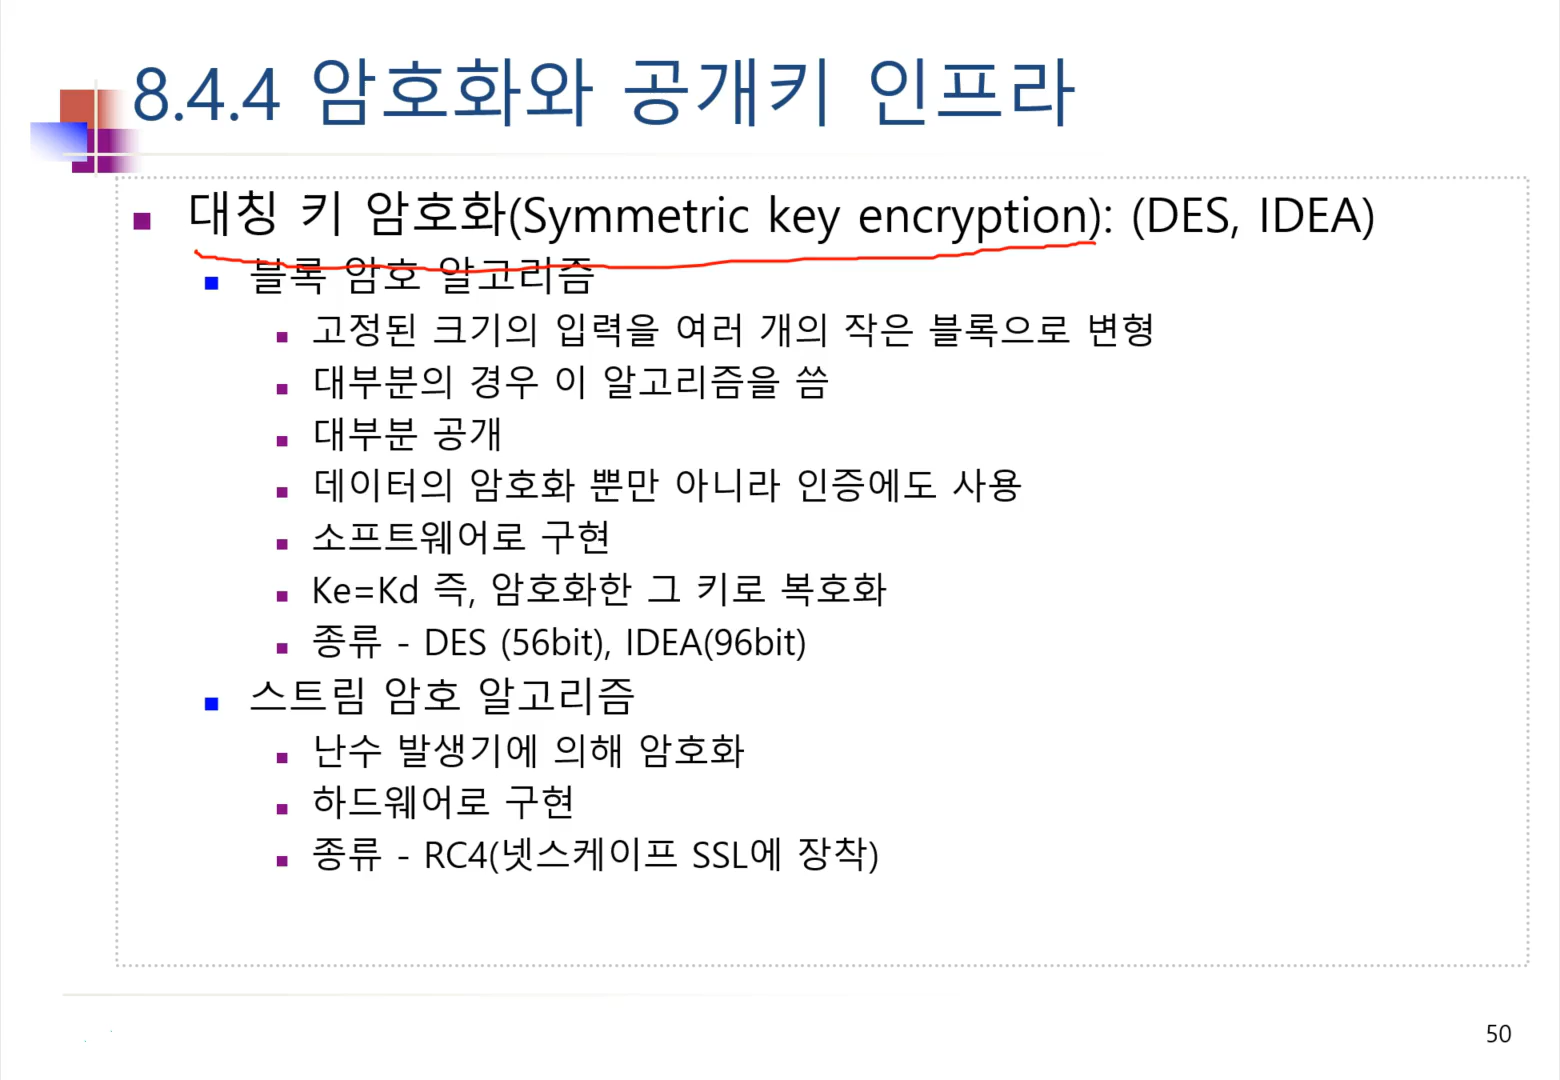 8.4.4 암호화와 공개키 인프라
대칭 키 암호화(Symmetric key encryption): (DES, IDEA)
블록 암호 알고리즘
고정된 크기의 입력을 여러 개의 작은 블록으로 변형
대부분의 경우 이 알고리즘을 씀
대부분 공개
데이터의 암호화 뿐만 아니라 인증에도 사용
소프트웨어로 구현
Ke=Kd 즉, 암호화한 그 키로 복호화
종류 - DES (56bit), IDEA(96bit)
스트림 암호 알고리즘
난수 발생기에 의해 암호화
하드웨어로 구현
종류 - RC4(넷스케이프 SSL에 장착)
50